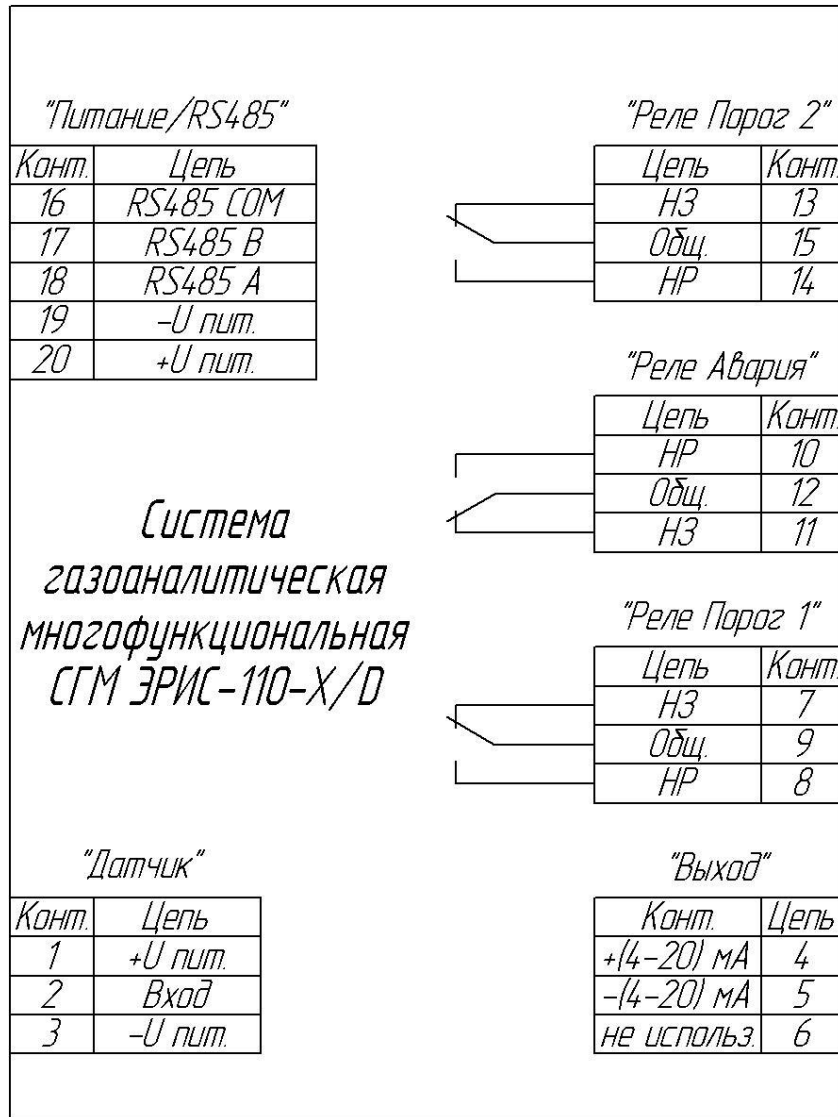 "Питание/RS485"
Конт. Цепь
16 RS485 COM
17 RS485 B
18 RS485 A
19 -U пит.
20 +U пит.
"Реле Порог 2"
Цепь Конт.
НЗ 13
Общ. 15
НР 14
"Реле Авария"
Цепь Конт.
НР 10
Общ. 12
НЗ 11
Система
газоаналитическая
многофункциональная
СГМ ЭРИС-110-X/D
"Реле Порог 1"
Цепь Конт.
НЗ 7
Общ. 9
НР 8
"Датчик"
Конт. Цепь
1 +U пит.
2 Вход
3 -U пит.
"Выход"
Конт. Цепь
+(4-20) мА 4
-(4-20) мА 5
не использ. 6